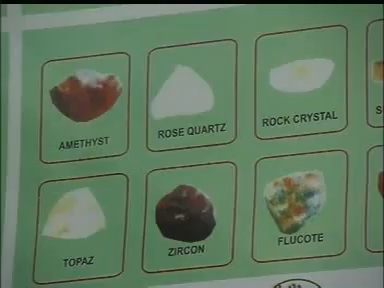 AMETHYST
ROSE QUARTZ
ROCK CRYSTAL
TOPAZ
ZIRCON
FLUCOTE